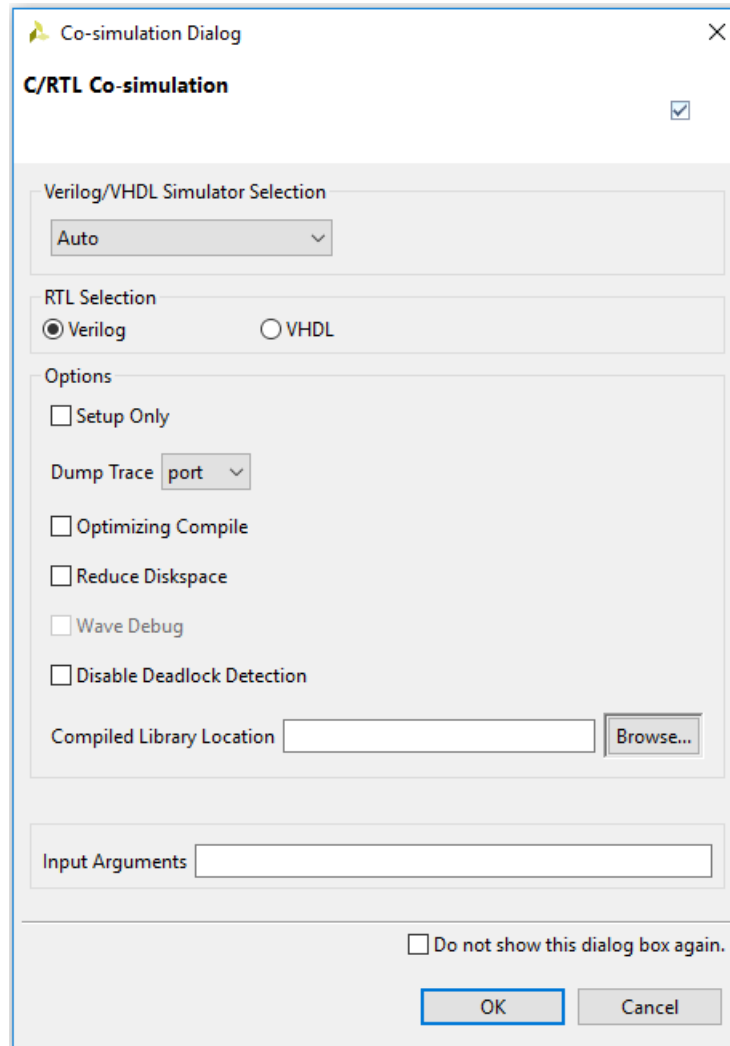 Co-simulation Dialog
C/RTL Co-simulation
Verilog/VHDL Simulator Selection
Auto
RTL Selection
Verilog VHDL
Options
Setup Only
Dump Trace port
Optimizing Compile
Reduce Diskspace
Wave Debug
Disable Deadlock Detection
Compiled Library Location Browse...
Input Arguments
Do not show this dialog box again.
OK Cancel